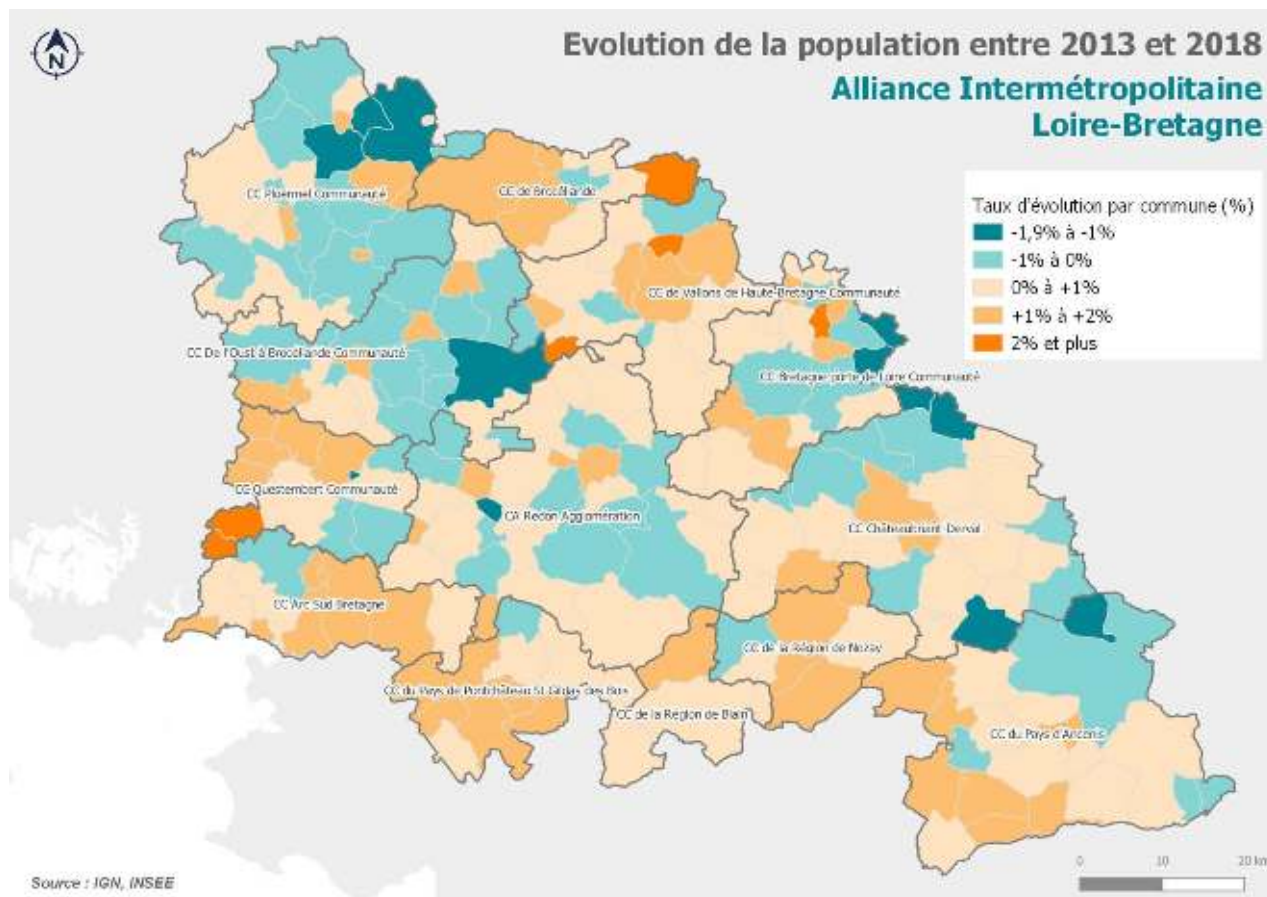 N
Evolution de la population entre 2013 et 2018
Alliance Intermétropolitaine
Loire-Bretagne
Taux d'évolution par commune (%)
-1,9% à -1%
-1% à 0%
0% à +1%
+1% à +2%
2% et plus
CC Ploërmel Communauté
CC de Brocéliande
CC de Vallons de Haute-Bretagne Communauté
CC De l'Oust à Brocéliande Communauté
CC Bretagne porte de Loire Communauté
CC Questembert Communauté
CA Redon Agglomération
CC Châteaubriant-Derval
CC Arc Sud Bretagne
CC de la Région de Nozay
CC du Pays de Pontchâteau St Gildas des Bois
CC de la Région de Blain
CC du Pays d'Ancenis
0 10 20 km
Source : IGN, INSEE